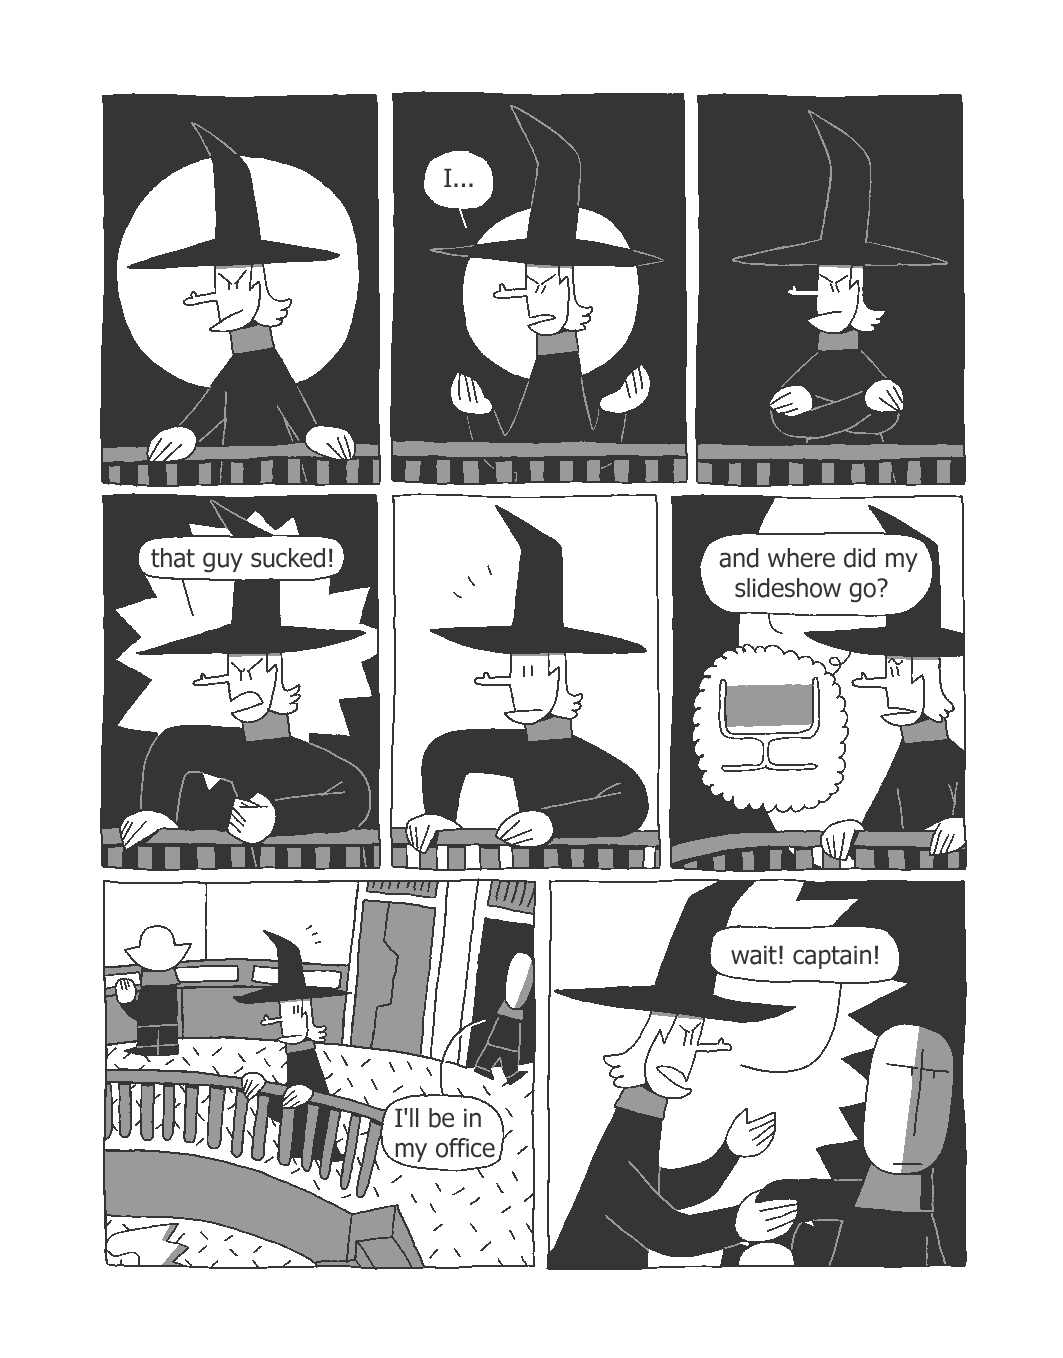 I...
that guy sucked!
and where did my
slideshow go?
I'll be in
my office
wait! captain!